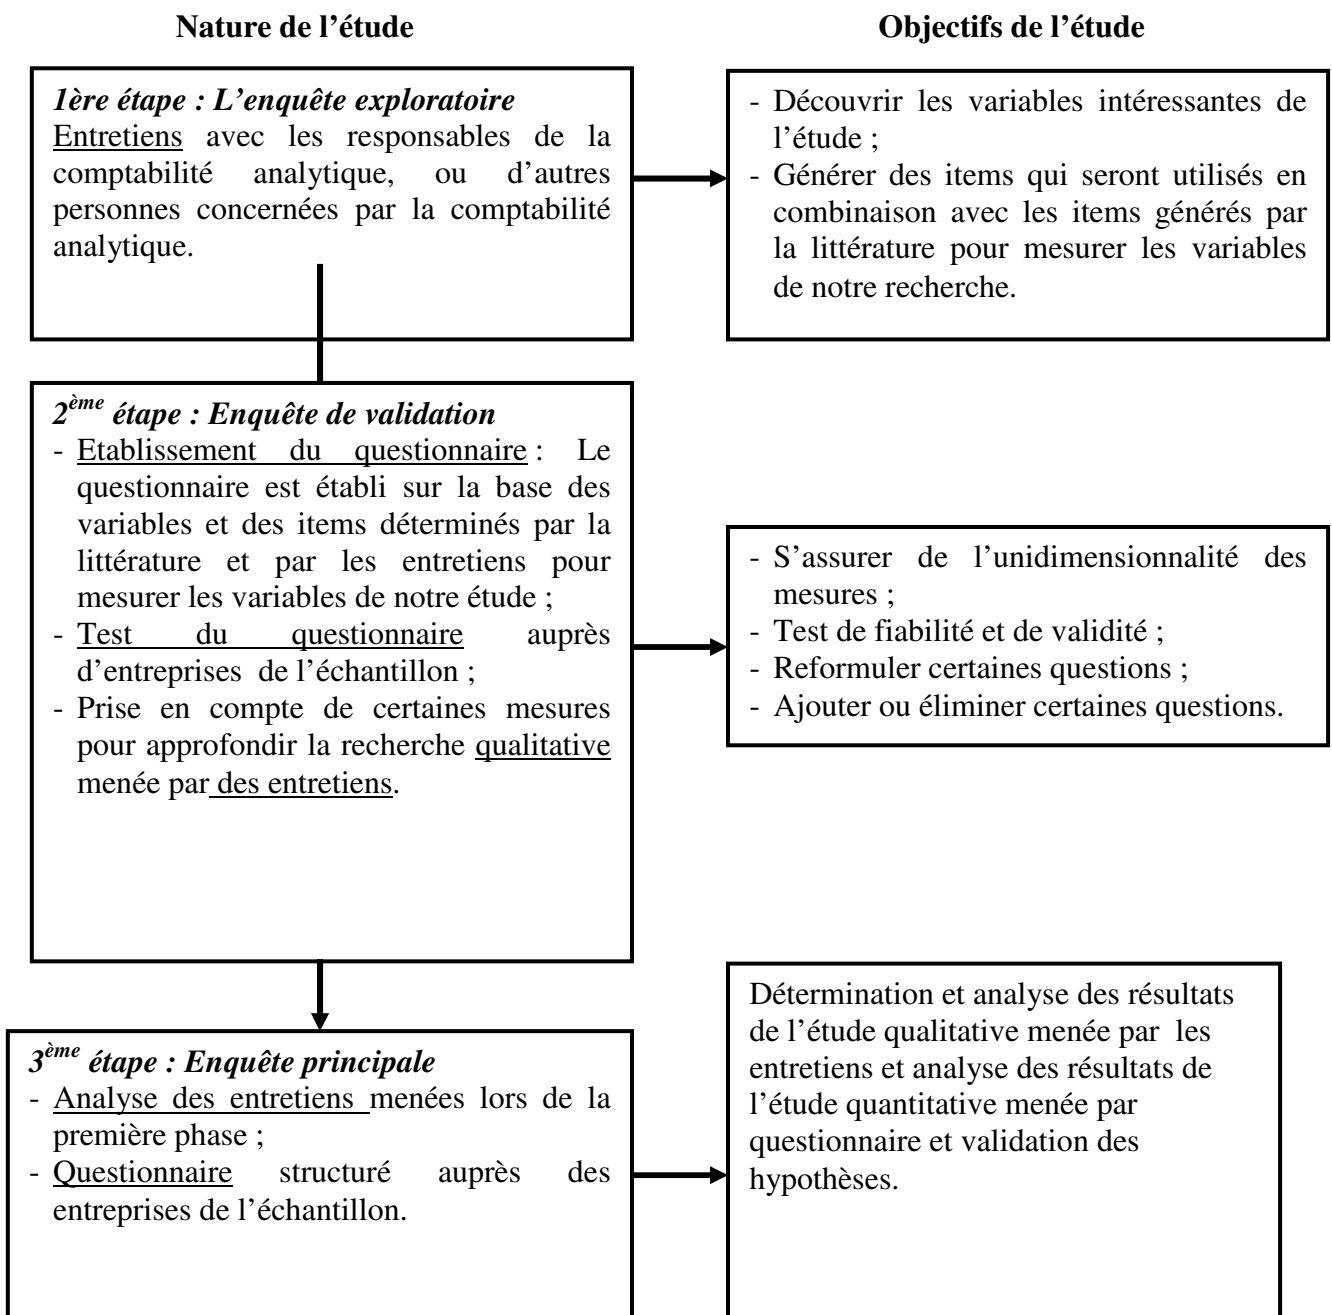 Nature de l’étude
Objectifs de l’étude
1ère étape : L’enquête exploratoire
Entretiens avec les responsables de la
comptabilité analytique, ou d’autres
personnes concernées par la comptabilité
analytique.
- Découvrir les variables intéressantes de
l’étude ;
- Générer des items qui seront utilisés en
combinaison avec les items générés par
la littérature pour mesurer les variables
de notre recherche.
2ème étape : Enquête de validation
- Etablissement du questionnaire : Le
questionnaire est établi sur la base des
variables et des items déterminés par la
littérature et par les entretiens pour
mesurer les variables de notre étude ;
- Test du questionnaire auprès
d’entreprises de l’échantillon ;
- Prise en compte de certaines mesures
pour approfondir la recherche qualitative
menée par des entretiens.
- S’assurer de l’unidimensionnalité des
mesures ;
- Test de fiabilité et de validité ;
- Reformuler certaines questions ;
- Ajouter ou éliminer certaines questions.
3ème étape : Enquête principale
- Analyse des entretiens menées lors de la
première phase ;
- Questionnaire structuré auprès des
entreprises de l’échantillon.
Détermination et analyse des résultats
de l’étude qualitative menée par les
entretiens et analyse des résultats de
l’étude quantitative menée par
questionnaire et validation des
hypothèses.